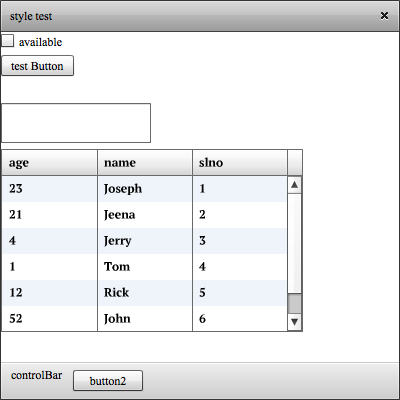 style test
available
test Button
age name slno
23 Joseph 1
21 Jeena 2
4 Jerry 3
1 Tom 4
12 Rick 5
52 John 6
controlBar button2